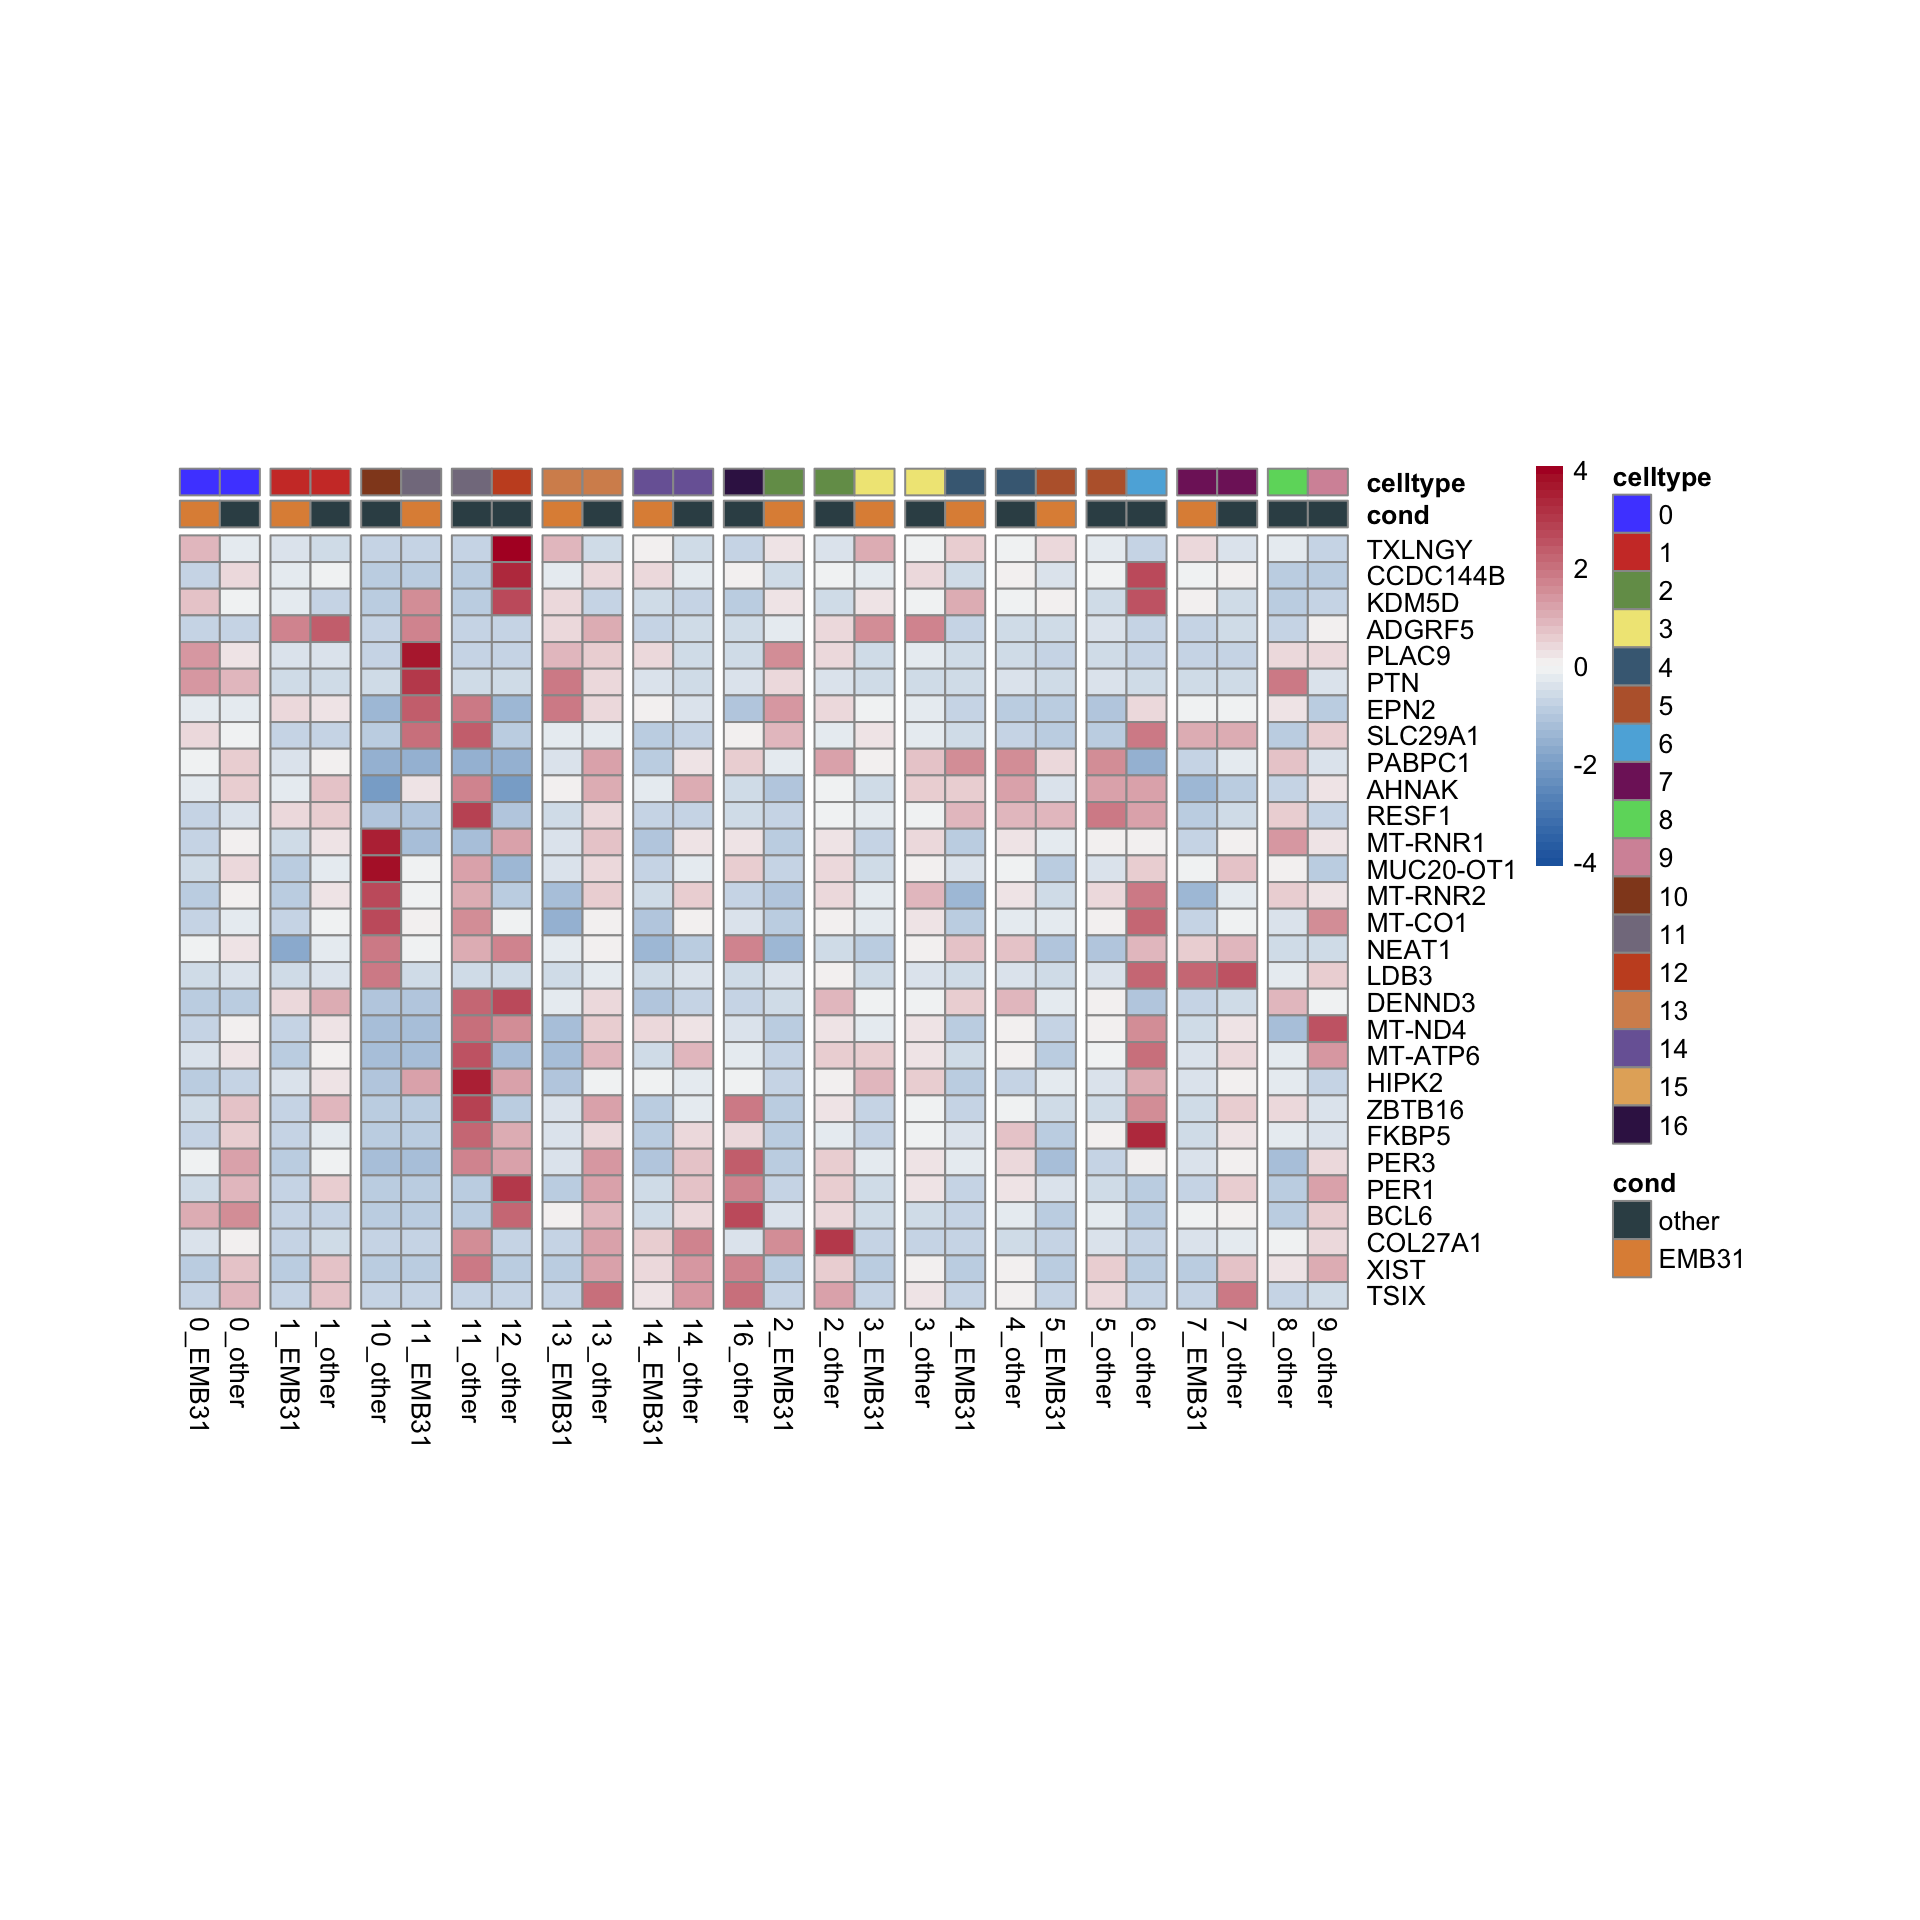 celltype
cond
TXLNGY
CCDC144B
KDM5D
ADGRF5
PLAC9
PTN
EPN2
SLC29A1
PABPC1
AHNAK
RESF1
MT-RNR1
MUC20-OT1
MT-RNR2
MT-CO1
NEAT1
LDB3
DENND3
MT-ND4
MT-ATP6
HIPK2
ZBTB16
FKBP5
PER3
PER1
BCL6
COL27A1
XIST
TSIX
0_EMB31
0_other
1_EMB31
1_other
10_other
11_EMB31
11_other
12_other
13_EMB31
13_other
14_EMB31
14_other
16_other
2_EMB31
2_other
3_EMB31
3_other
4_EMB31
4_other
5_EMB31
5_other
6_other
7_EMB31
7_other
8_other
9_other
4
2
0
-2
-4
celltype
0
1
2
3
4
5
6
7
8
9
10
11
12
13
14
15
16
cond
other
EMB31